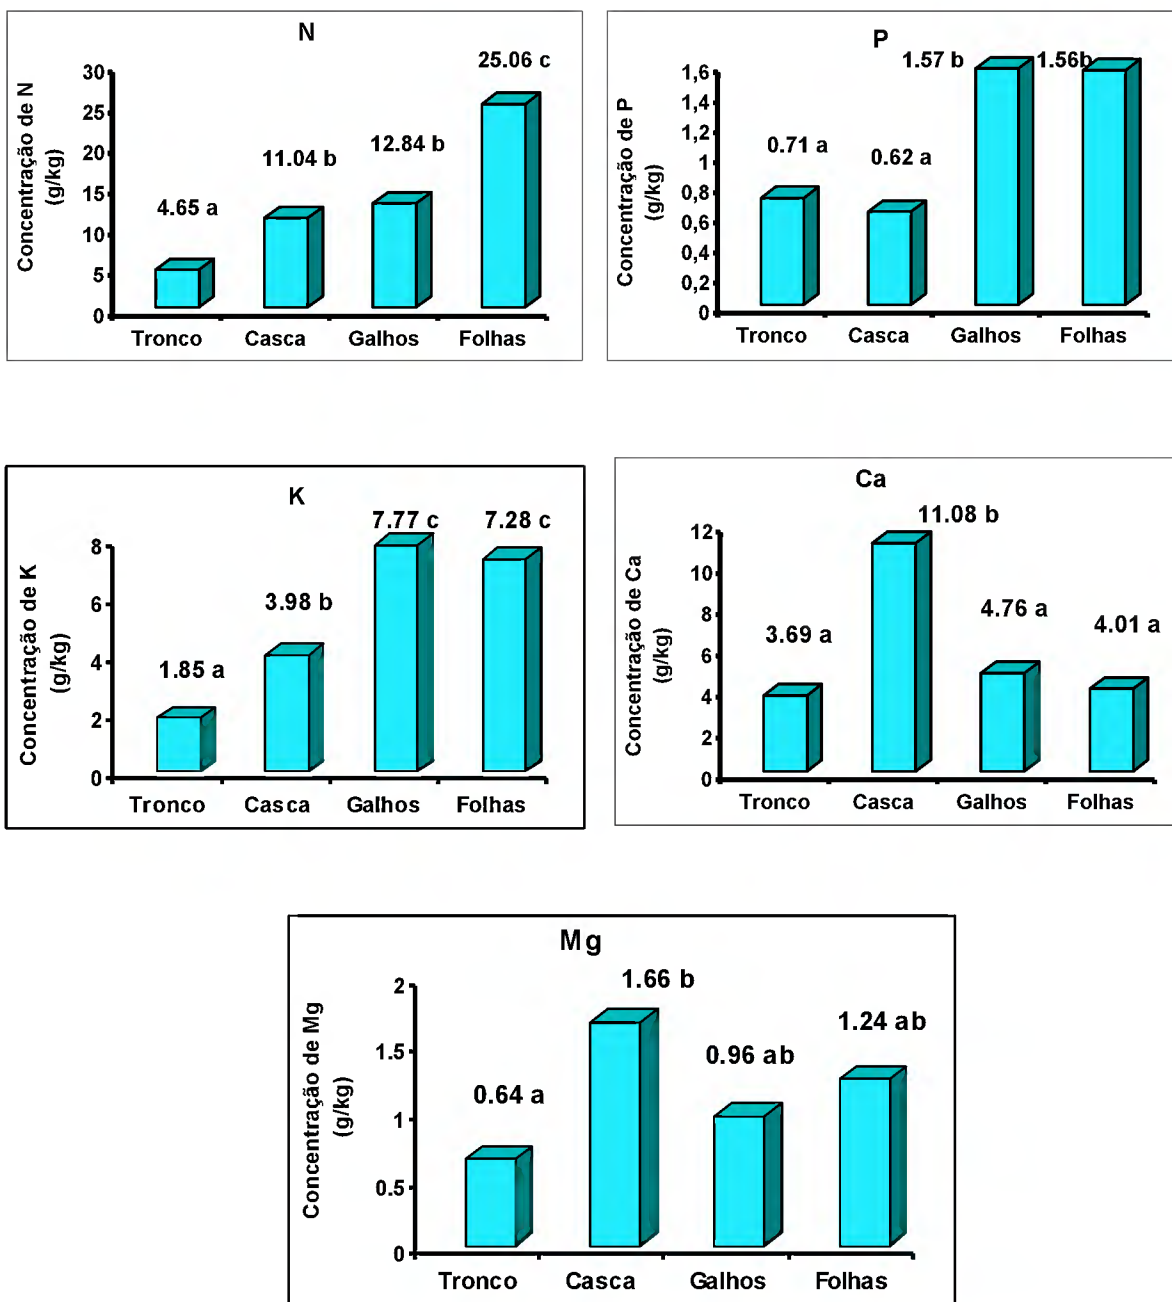 N
Concentração de N
(g/kg)
30
25
20
15
10
5
0
4.65 a
11.04 b
12.84 b
25.06 c
Tronco Casca Galhos Folhas
P
Concentração de P
(g/kg)
1,6
1,4
1,2
1
0,8
0,6
0,4
0,2
0
0.71 a
0.62 a
1.57 b
1.56b
Tronco Casca Galhos Folhas
K
Concentração de K
(g/kg)
8
6
4
2
0
1.85 a
3.98 b
7.77 c
7.28 c
Tronco Casca Galhos Folhas
Ca
Concentração de Ca
(g/kg)
12
10
8
6
4
2
0
3.69 a
11.08 b
4.76 a
4.01 a
Tronco Casca Galhos Folhas
Mg
Concentração de Mg
(g/kg)
2
1.5
1
0.5
0
0.64 a
1.66 b
0.96 ab
1.24 ab
Tronco Casca Galhos Folhas